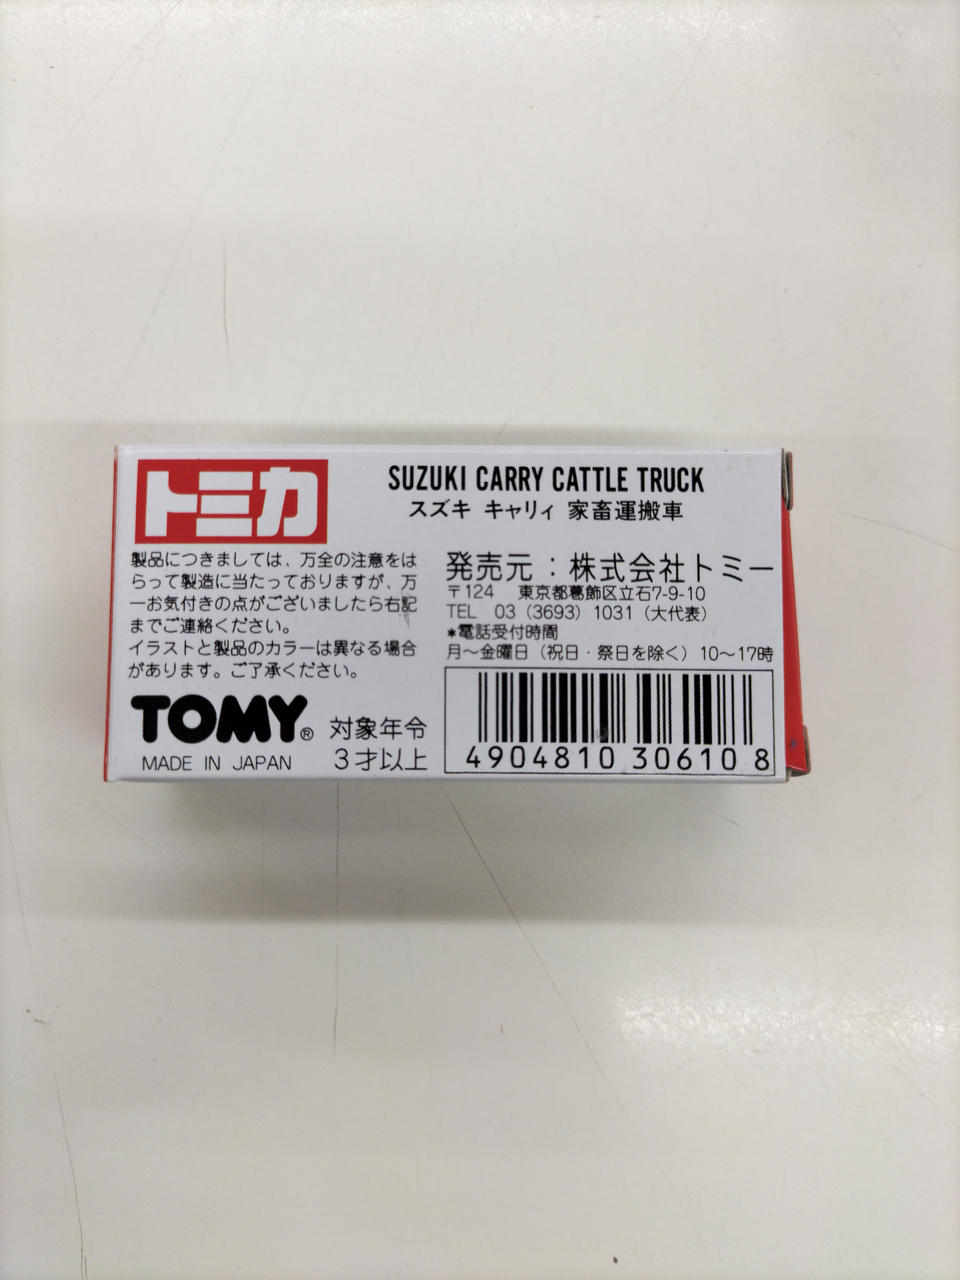 トミカ
SUZUKI CARRY CATTLE TRUCK
スズキ キャリィ 家畜運搬車
製品につきましては、万全の注意をは
らって製造に当たっておりますが、万
一お気付きの点がございましたら右記
までご連絡ください。
イラストと製品のカラーは異なる場合
があります。ご了承ください。
TOMY®
MADE IN JAPAN
対象年令
3才以上
発売元：株式会社トミー
〒124 東京都葛飾区立石7-9-10
TEL 03 (3693) 1031 (大代表)
*電話受付時間
月～金曜日 (祝日・祭日を除く) 10～17時
4904810 306108